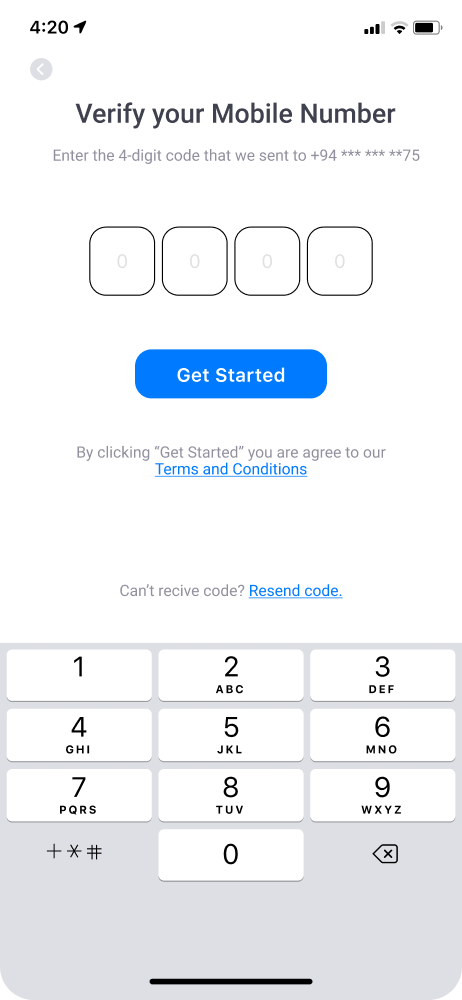 4:20
Verify your Mobile Number
Enter the 4-digit code that we sent to +94 *** *** **75
0 0 0 0
Get Started
By clicking “Get Started” you are agree to our
Terms and Conditions
Can’t recive code? Resend code.
1 2 3
ABC DEF
4 5 6
GHI JKL MNO
7 8 9
PQRS TUV WXYZ
+*# 0